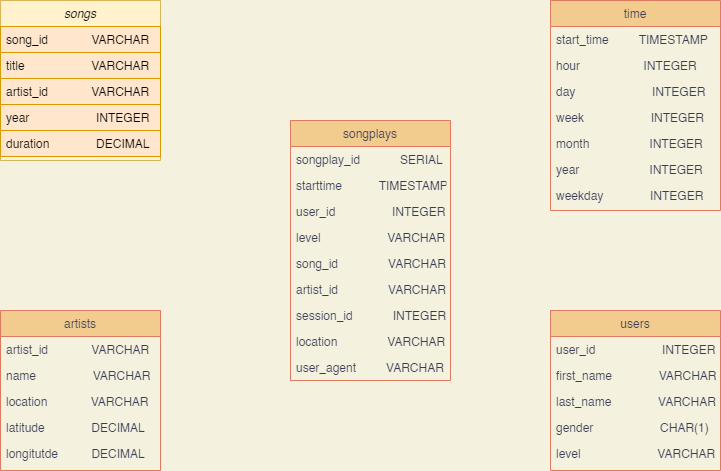 songs
song_id VARCHAR
title VARCHAR
artist_id VARCHAR
year INTEGER
duration DECIMAL
time
start_time TIMESTAMP
hour INTEGER
day INTEGER
week INTEGER
month INTEGER
year INTEGER
weekday INTEGER
songplays
songplay_id SERIAL
starttime TIMESTAMP
user_id INTEGER
level VARCHAR
song_id VARCHAR
artist_id VARCHAR
session_id INTEGER
location VARCHAR
user_agent VARCHAR
artists
artist_id VARCHAR
name VARCHAR
location VARCHAR
latitude DECIMAL
longitutde DECIMAL
users
user_id INTEGER
first_name VARCHAR
last_name VARCHAR
gender CHAR(1)
level VARCHAR